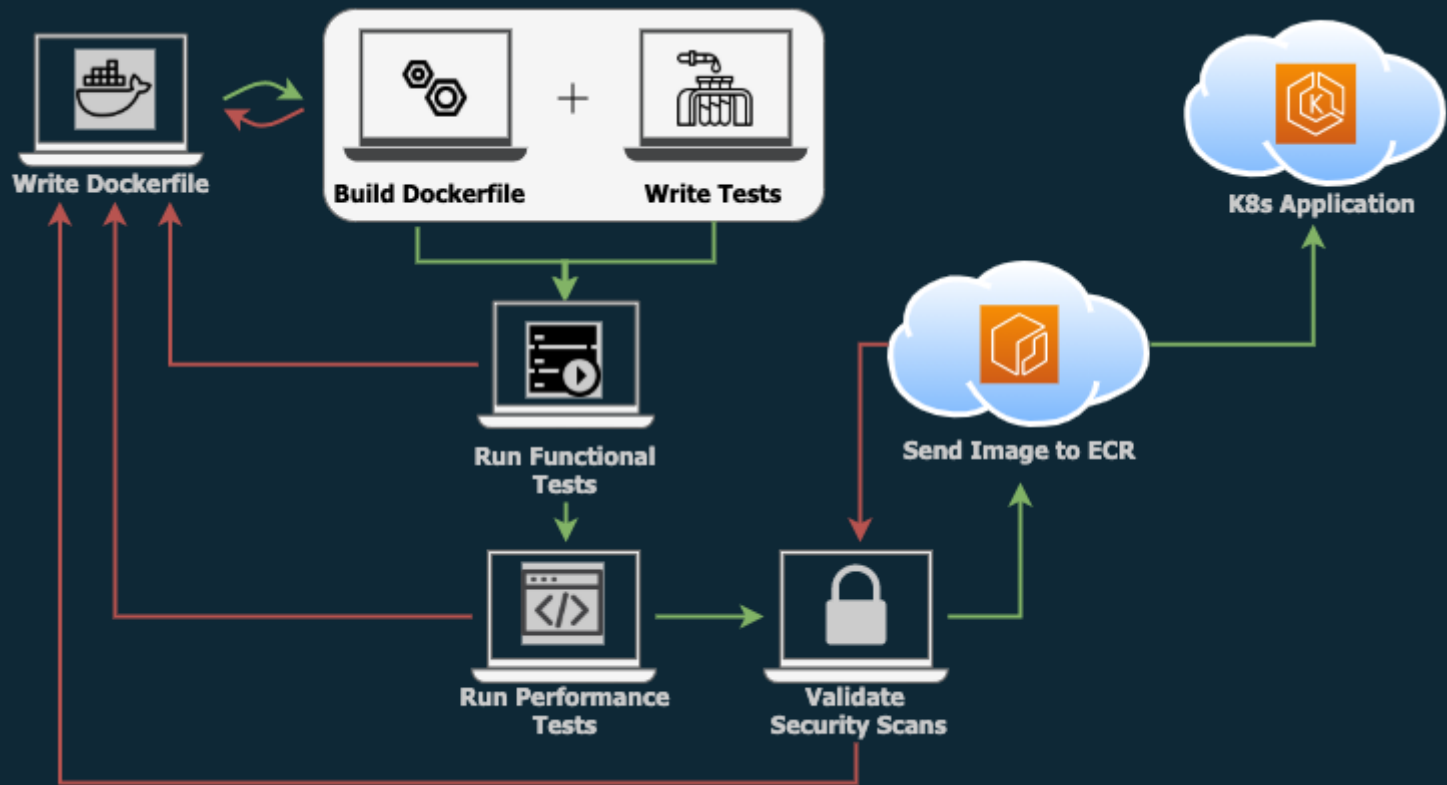 Write Dockerfile
Build Dockerfile
+
Write Tests
K8s Application
K
Run Functional
Tests
Send Image to ECR
</>
Run Performance
Tests
Validate
Security Scans